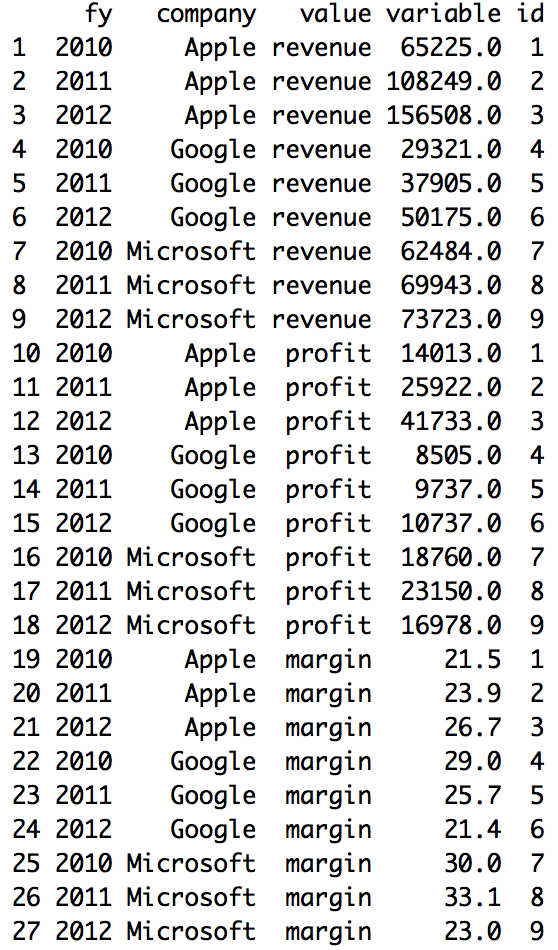 fy company value variable id
1 2010 Apple revenue 65225.0 1
2 2011 Apple revenue 108249.0 2
3 2012 Apple revenue 156508.0 3
4 2010 Google revenue 29321.0 4
5 2011 Google revenue 37905.0 5
6 2012 Google revenue 50175.0 6
7 2010 Microsoft revenue 62484.0 7
8 2011 Microsoft revenue 69943.0 8
9 2012 Microsoft revenue 73723.0 9
10 2010 Apple profit 14013.0 1
11 2011 Apple profit 25922.0 2
12 2012 Apple profit 41733.0 3
13 2010 Google profit 8505.0 4
14 2011 Google profit 9737.0 5
15 2012 Google profit 10737.0 6
16 2010 Microsoft profit 18760.0 7
17 2011 Microsoft profit 23150.0 8
18 2012 Microsoft profit 16978.0 9
19 2010 Apple margin 21.5 1
20 2011 Apple margin 23.9 2
21 2012 Apple margin 26.7 3
22 2010 Google margin 29.0 4
23 2011 Google margin 25.7 5
24 2012 Google margin 21.4 6
25 2010 Microsoft margin 30.0 7
26 2011 Microsoft margin 33.1 8
27 2012 Microsoft margin 23.0 9